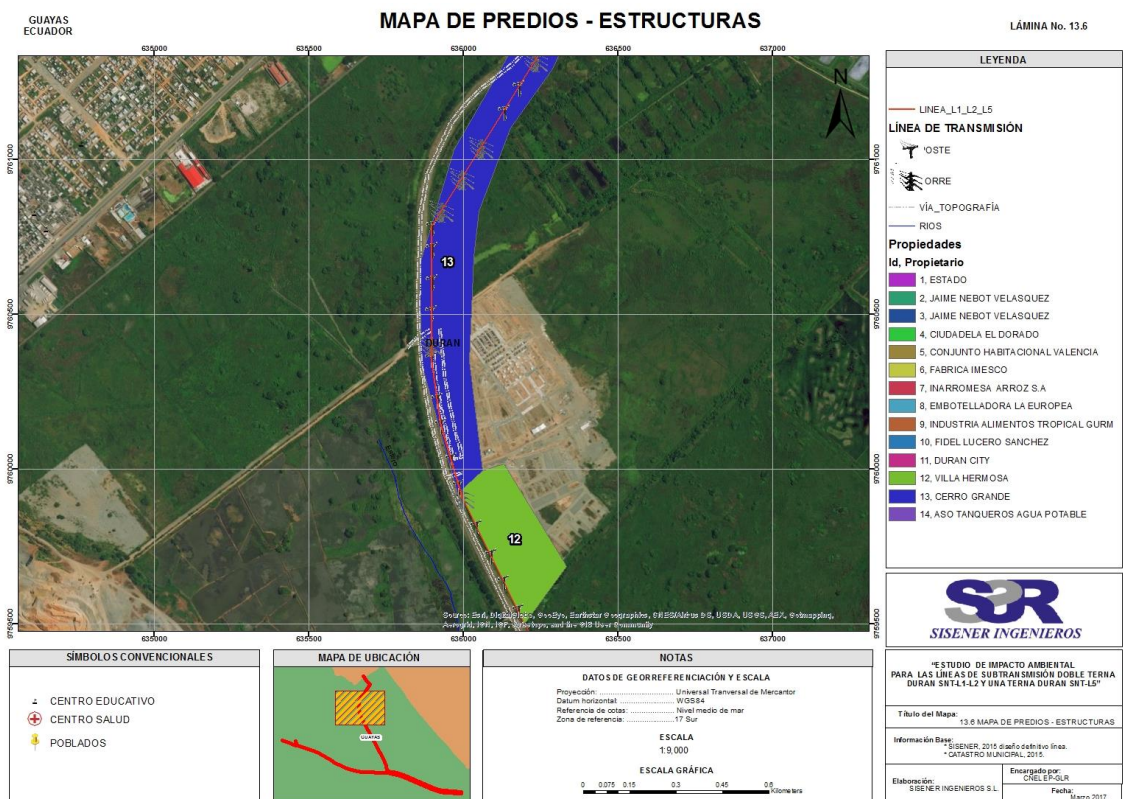 GUAYAS
ECUADOR
MAPA DE PREDIOS - ESTRUCTURAS
LÁMINA No. 13.6
635000
635500
636000
636500
637000
9761000
9760500
9760000
9759500
N
13
DURAN
12
9761000
9760500
9760000
9759500
LEYENDA
LINEA_L1_L2_L5
LÍNEA DE TRANSMISIÓN
'OSTE
ORRE
VÍA_TOPOGRAFÍA
RIOS
Propiedades
Id, Propietario
1, ESTADO
2, JAIME NEBOT VELASQUEZ
3, JAIME NEBOT VELASQUEZ
4, CIUDADELA EL DORADO
5, CONJUNTO HABITACIONAL VALENCIA
6, FABRICA IMESCO
7, INARROMESA ARROZ S.A
8, EMBOTELLADORA LA EUROPEA
9, INDUSTRIA ALIMENTOS TROPICAL GURM
10, FIDEL LUCERO SANCHEZ
11, DURAN CITY
12, VILLA HERMOSA
13, CERRO GRANDE
14, ASO TANQUEROS AGUA POTABLE
SISENER INGENIEROS
SÍMBOLOS CONVENCIONALES
CENTRO EDUCATIVO
CENTRO SALUD
POBLADOS
MAPA DE UBICACIÓN
GUAYAS
NOTAS
DATOS DE GEORREFERENCIACIÓN Y ESCALA
Proyección: Universal Tranversal de Mercantor
Datum horizontal: WGS84
Referencia de cotas: Nivel medio de mar
Zona de referencia: 17 Sur
ESCALA
1:9,000
ESCALA GRÁFICA
0 0.075 0.15 0.3 0.45 0.6
Kilometers
"ESTUDIO DE IMPACTO AMBIENTAL
PARA LAS LÍNEAS DE SUBTRANSMISIÓN DOBLE TERNA
DURAN SNT-L1-L2 Y UNA TERNA DURAN SNT-L5"
Título del Mapa:
13.6 MAPA DE PREDIOS - ESTRUCTURAS
Información Base:
* SISENER, 2015 diseño definitivo línea.
* CATASTRO MUNICIPAL, 2015.
Elaboración:
SISENER INGENIEROS S.L.
Encargado por:
CNEL EP-GLR
Fecha:
Marzo 2017